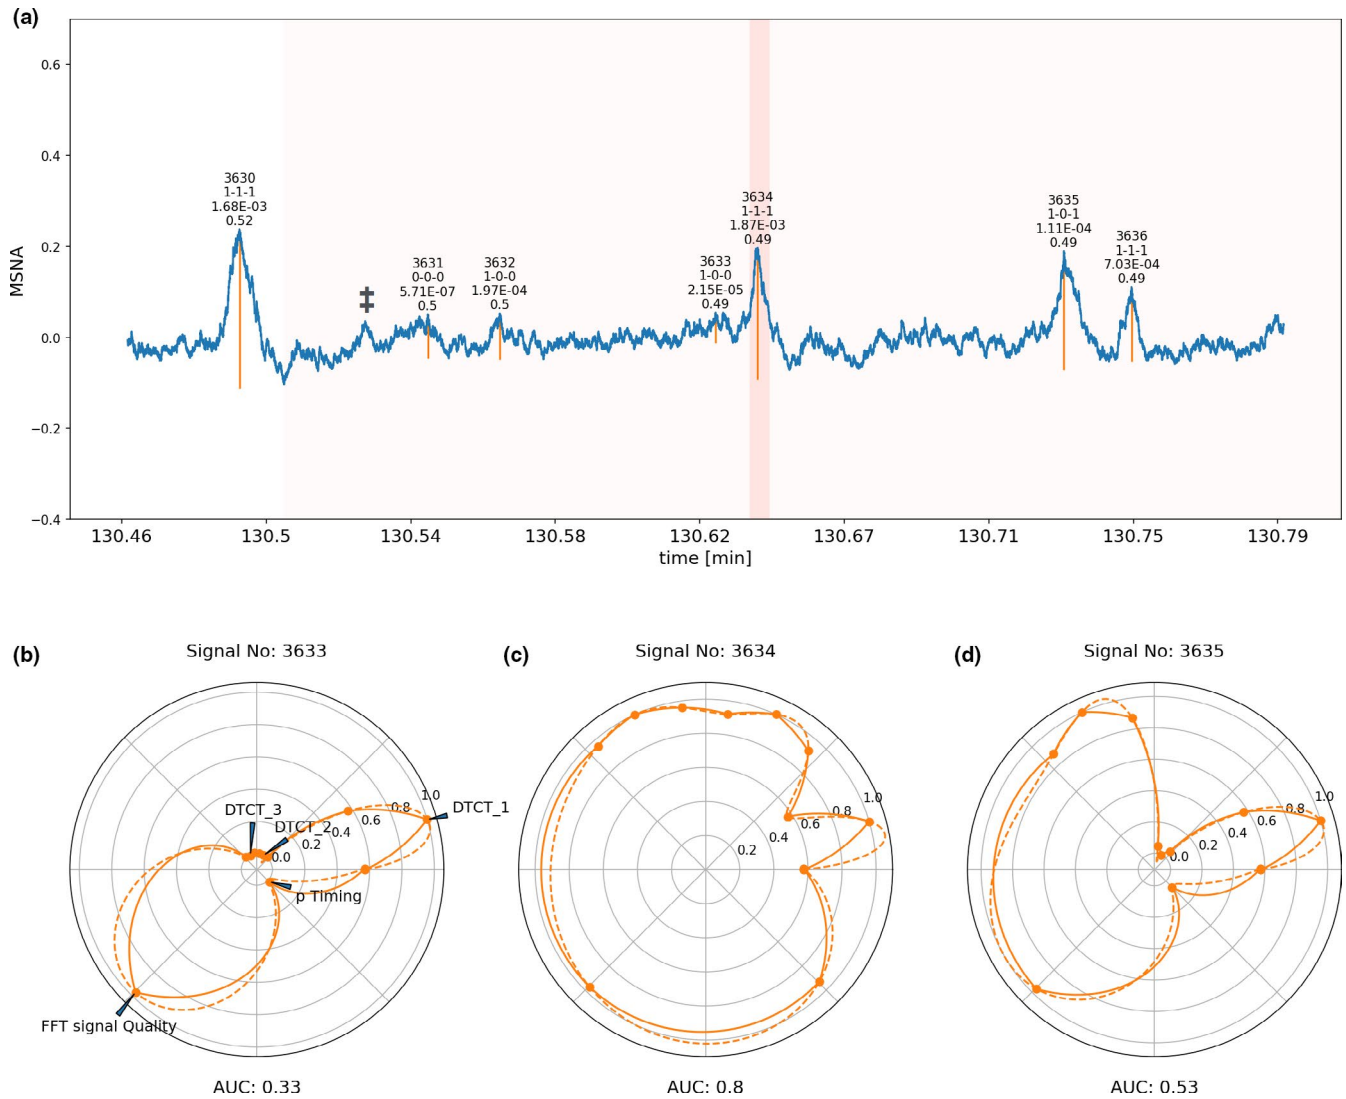 (a)
0.6
0.4
0.2
0.0
−0.2
−0.4
MSNA
3630
1-1-1
1.68E-03
0.52
‡
3631
0-0-0
5.71E-07
0.5
3632
1-0-0
1.97E-04
0.5
3633
1-0-0
2.15E-05
0.49
3634
1-1-1
1.87E-03
0.49
3635
1-0-1
1.11E-04
0.49
3636
1-1-1
7.03E-04
0.49
130.46 130.5 130.54 130.58 130.62 130.67 130.71 130.75 130.79
time [min]
(b)
Signal No: 3633
DTCT_3
DTCT_2
DTCT_1
0.0
0.2
0.4
0.6
0.8
1.0
p Timing
FFT signal Quality
AUC: 0.33
(c)
Signal No: 3634
0.2
0.4
0.6
0.8
1.0
AUC: 0.8
(d)
Signal No: 3635
0.0
0.2
0.4
0.6
0.8
1.0
AUC: 0.53